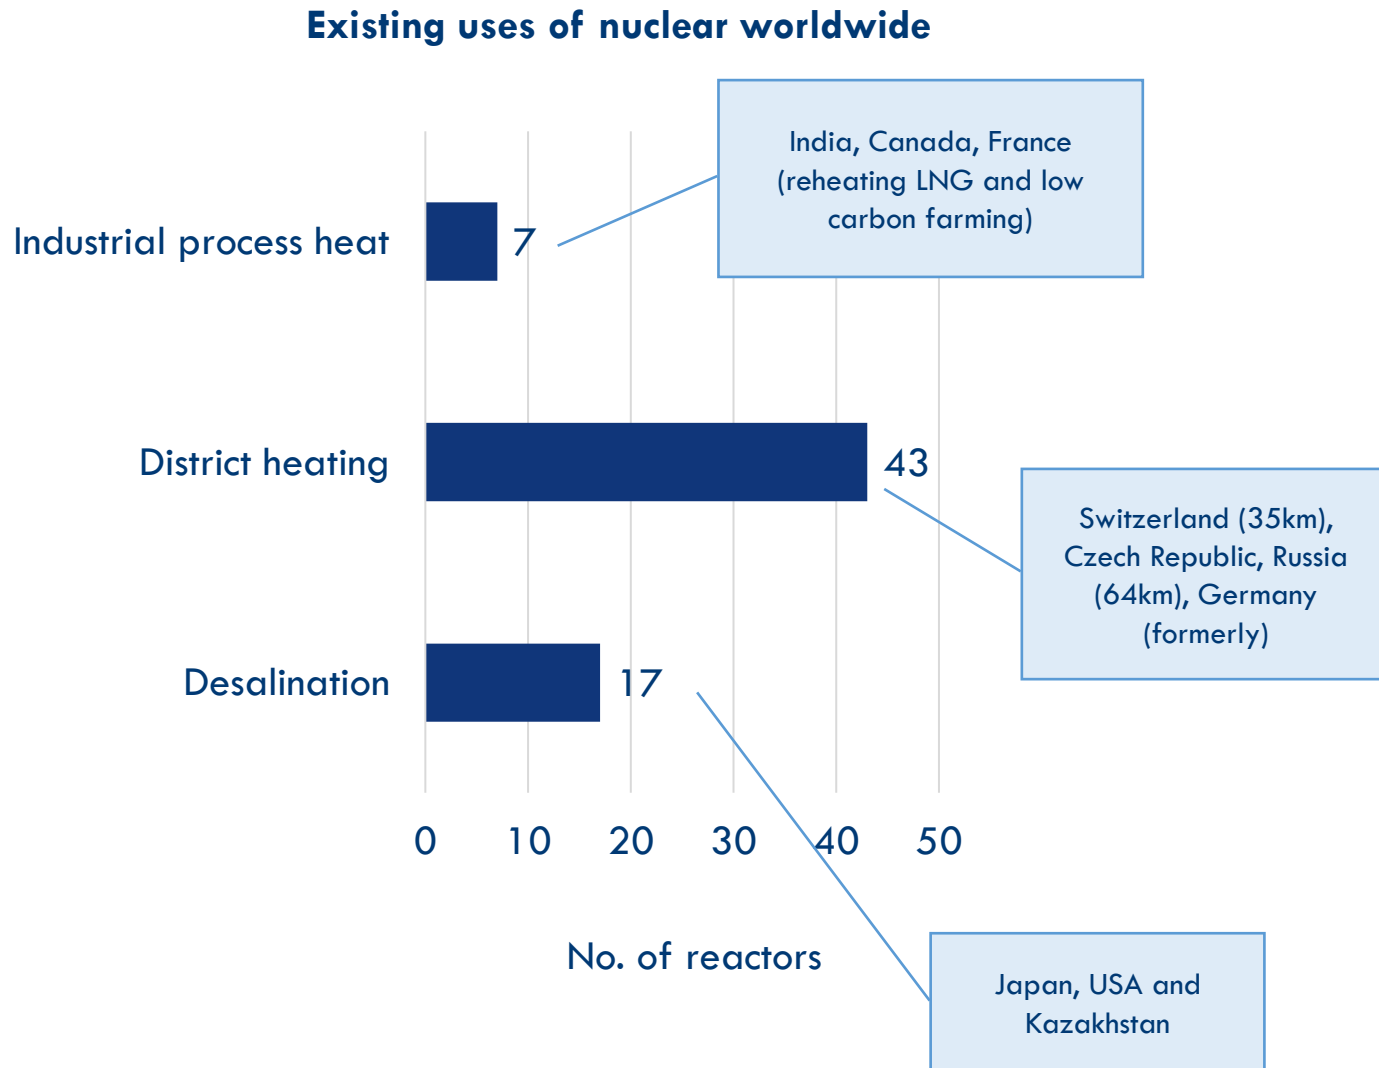 Existing uses of nuclear worldwide
India, Canada, France
(reheating LNG and low
carbon farming)
Industrial process heat
7
District heating
43
Switzerland (35km),
Czech Republic, Russia
(64km), Germany
(formerly)
Desalination
17
0 10 20 30 40 50
No. of reactors
Japan, USA and
Kazakhstan